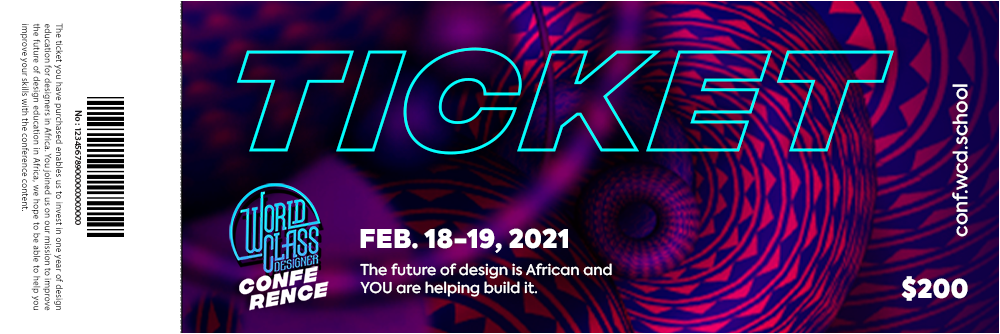 The ticket you have purchased enables us to invest in one year of design
education for designers in Africa. You joined us on our mission to improve
the future of design education in Africa, we hope to be able to help you
improve your skills with the conference content.
No: 1234567890000000000
TICKET
WORLD
CLASS
DESIGNER
CONFE
RENCE
FEB. 18–19, 2021
The future of design is African and
YOU are helping build it.
conf.wcd.school
$200